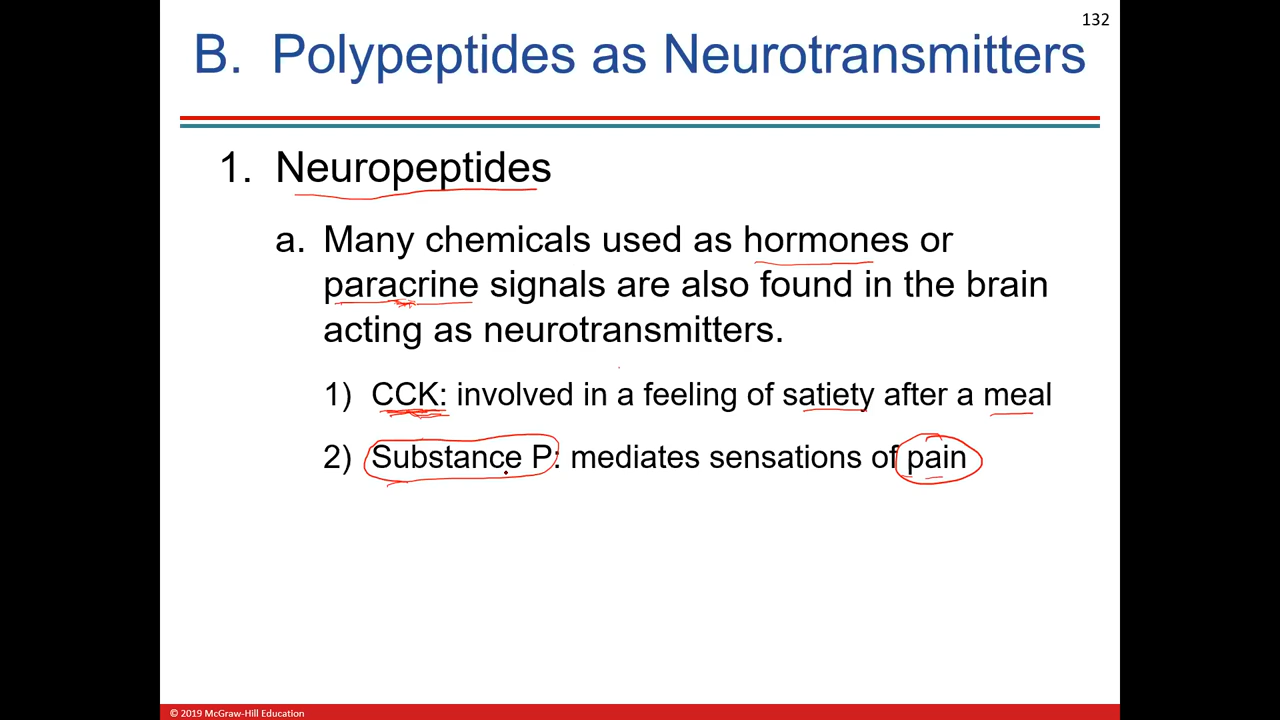 132
B. Polypeptides as Neurotransmitters
1. Neuropeptides
a. Many chemicals used as hormones or
paracrine signals are also found in the brain
acting as neurotransmitters.
1) CCK: involved in a feeling of satiety after a meal
2) Substance P: mediates sensations of pain
© 2019 McGraw-Hill Education